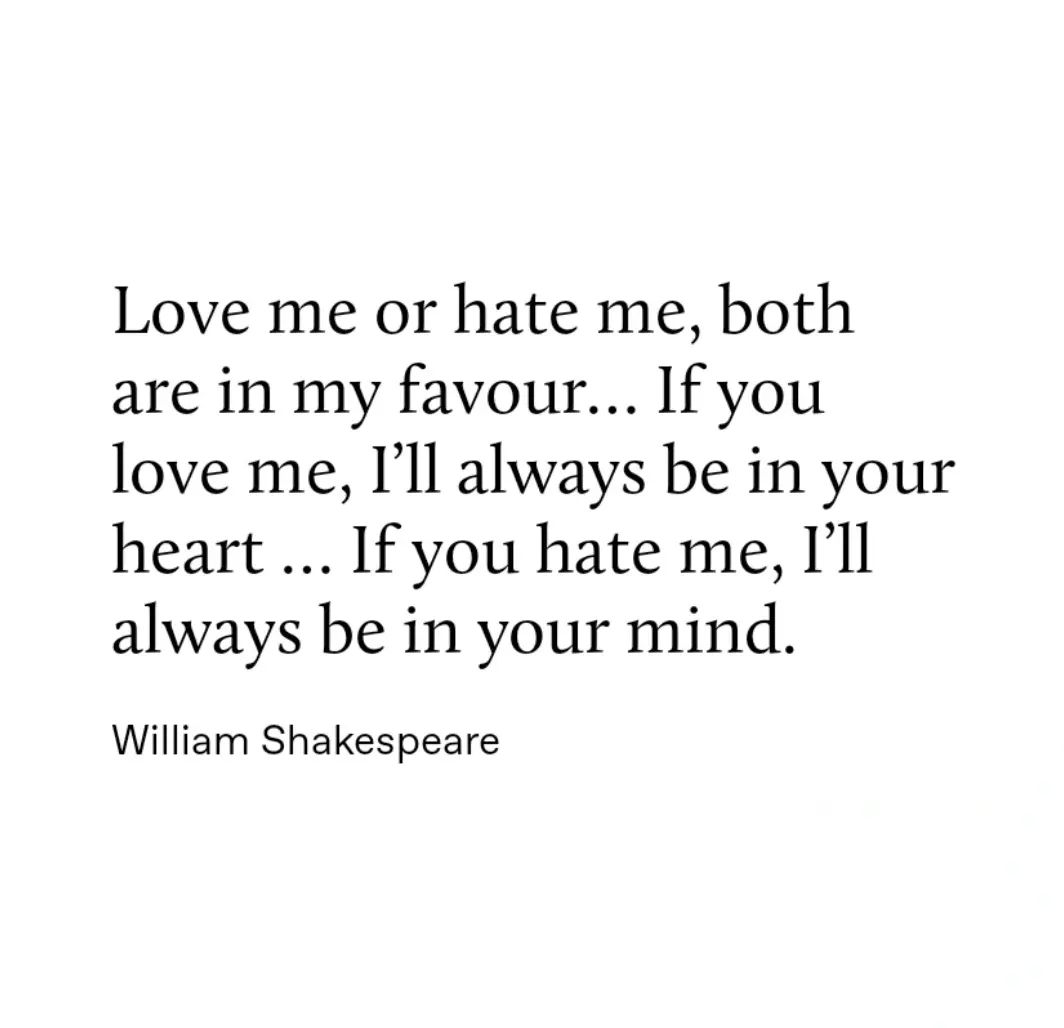 Love me or hate me, both
are in my favour... If you
love me, I’ll always be in your
heart ... If you hate me, I’ll
always be in your mind.
William Shakespeare